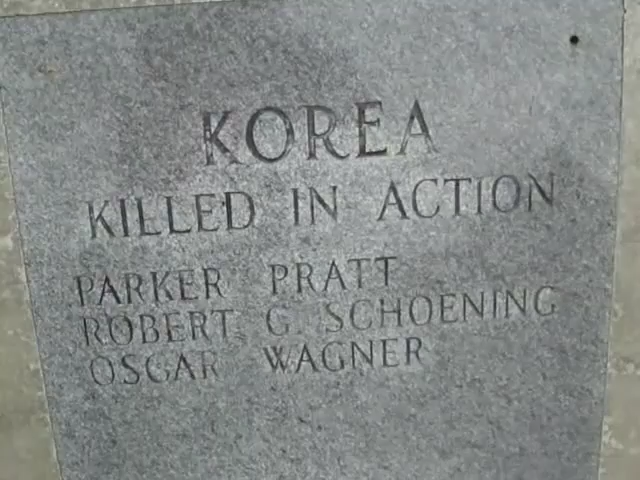 KOREA
KILLED IN ACTION
PARKER PRATT
ROBERT G. SCHOENING
OSCAR WAGNER